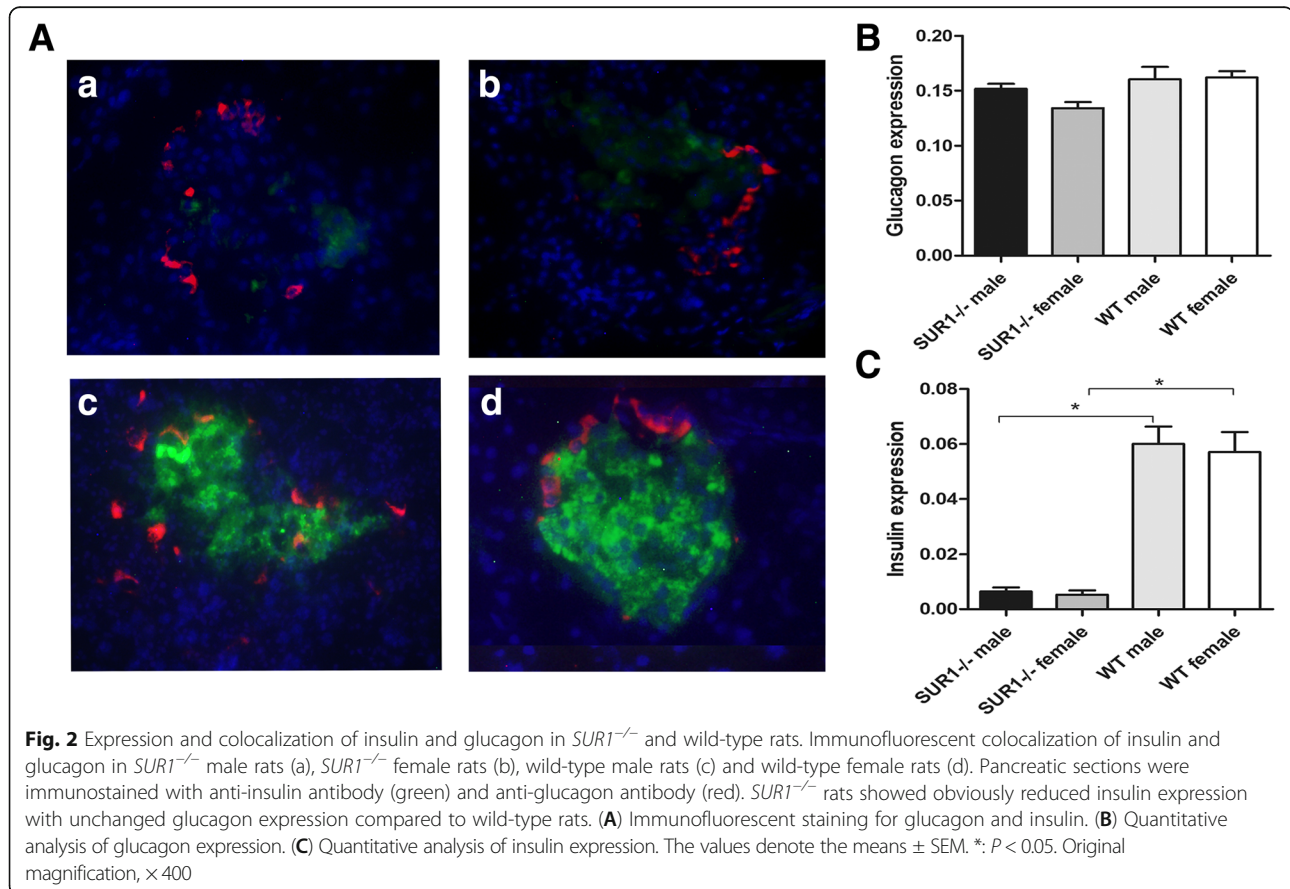 A
a
b
c
d
B
Glucagon expression
0.20
0.15
0.10
0.05
0.00
SUR1-/- male
SUR1-/- female
WT male
WT female
C
Insulin expression
0.08
0.06
0.04
0.02
0.00
*
*
SUR1-/- male
SUR1-/- female
WT male
WT female
Fig. 2 Expression and colocalization of insulin and glucagon in SUR1−/− and wild-type rats. Immunofluorescent colocalization of insulin and
glucagon in SUR1−/− male rats (a), SUR1−/− female rats (b), wild-type male rats (c) and wild-type female rats (d). Pancreatic sections were
immunostained with anti-insulin antibody (green) and anti-glucagon antibody (red). SUR1−/− rats showed obviously reduced insulin expression
with unchanged glucagon expression compared to wild-type rats. (A) Immunofluorescent staining for glucagon and insulin. (B) Quantitative
analysis of glucagon expression. (C) Quantitative analysis of insulin expression. The values denote the means ± SEM. *: P < 0.05. Original
magnification, × 400